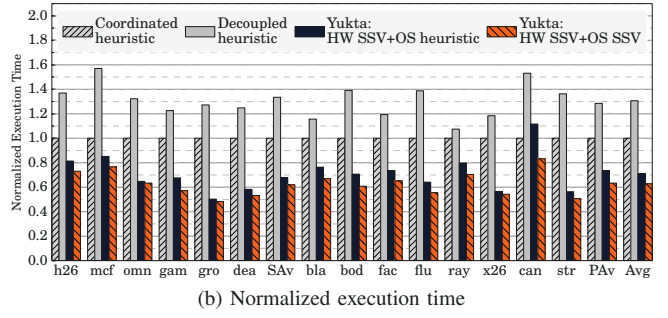 2.0
1.8
1.6
1.4
1.2
1.0
0.8
0.6
0.4
0.2
0.0
Normalized Execution Time
Coordinated
heuristic
Decoupled
heuristic
Yukta:
HW SSV+OS heuristic
Yukta:
HW SSV+OS SSV
h26 mcf omn gam gro dea SAv bla bod fac flu ray x26 can str PAv Avg
(b) Normalized execution time